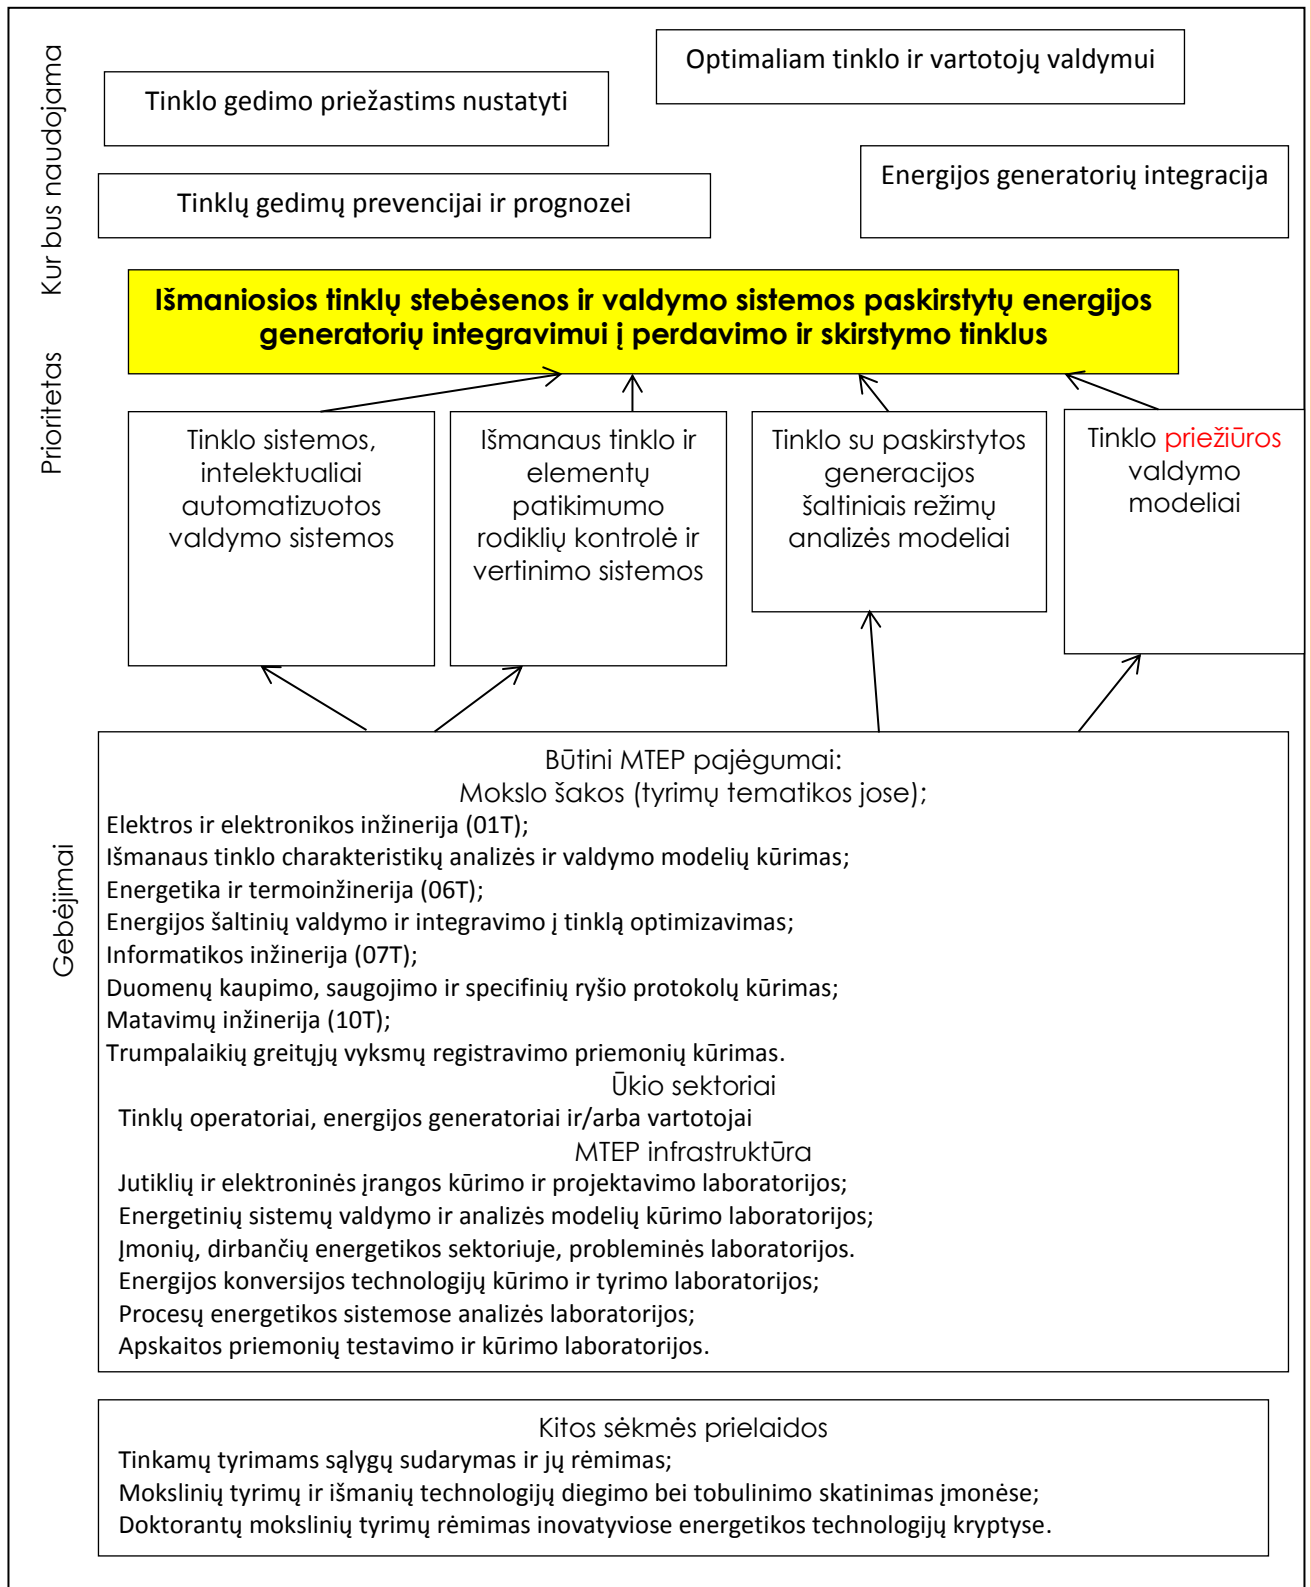 Kur bus naudojama
Optimaliam tinklo ir vartotojų valdymui
Tinklo gedimo priežastims nustatyti
Energijos generatorių integracija
Tinklų gedimų prevencijai ir prognozei
Prioritetas
Išmaniosios tinklų stebėsenos ir valdymo sistemos paskirstytų energijos
generatorių integravimui į perdavimo ir skirstymo tinklus
Tinklo sistemos,
intelektualiai
automatizuotos
valdymo sistemos
Išmanaus tinklo ir
elementų
patikimumo
rodiklių kontrolė ir
vertinimo sistemos
Tinklo su paskirstytos
generacijos
šaltiniais režimų
analizės modeliai
Tinklo priežiūros
valdymo
modeliai
Gebėjimai
Būtini MTEP pajėgumai:
Mokslo šakos (tyrimų tematikos jose);
Elektros ir elektronikos inžinerija (01T);
Išmanaus tinklo charakteristikų analizės ir valdymo modelių kūrimas;
Energetika ir termoinžinerija (06T);
Energijos šaltinių valdymo ir integravimo į tinklą optimizavimas;
Informatikos inžinerija (07T);
Duomenų kaupimo, saugojimo ir specifinių ryšio protokolų kūrimas;
Matavimų inžinerija (10T);
Trumpalaikių greitųjų vyksmų registravimo priemonių kūrimas.
Ūkio sektoriai
Tinklų operatoriai, energijos generatoriai ir/arba vartotojai
MTEP infrastruktūra
Jutiklių ir elektroninės įrangos kūrimo ir projektavimo laboratorijos;
Energetinių sistemų valdymo ir analizės modelių kūrimo laboratorijos;
Įmonių, dirbančių energetikos sektoriuje, probleminės laboratorijos.
Energijos konversijos technologijų kūrimo ir tyrimo laboratorijos;
Procesų energetikos sistemose analizės laboratorijos;
Apskaitos priemonių testavimo ir kūrimo laboratorijos.
Kitos sėkmės prielaidos
Tinkamų tyrimams sąlygų sudarymas ir jų rėmimas;
Mokslinių tyrimų ir išmanių technologijų diegimo bei tobulinimo skatinimas įmonėse;
Doktorantų mokslinių tyrimų rėmimas inovatyviose energetikos technologijų kryptyse.